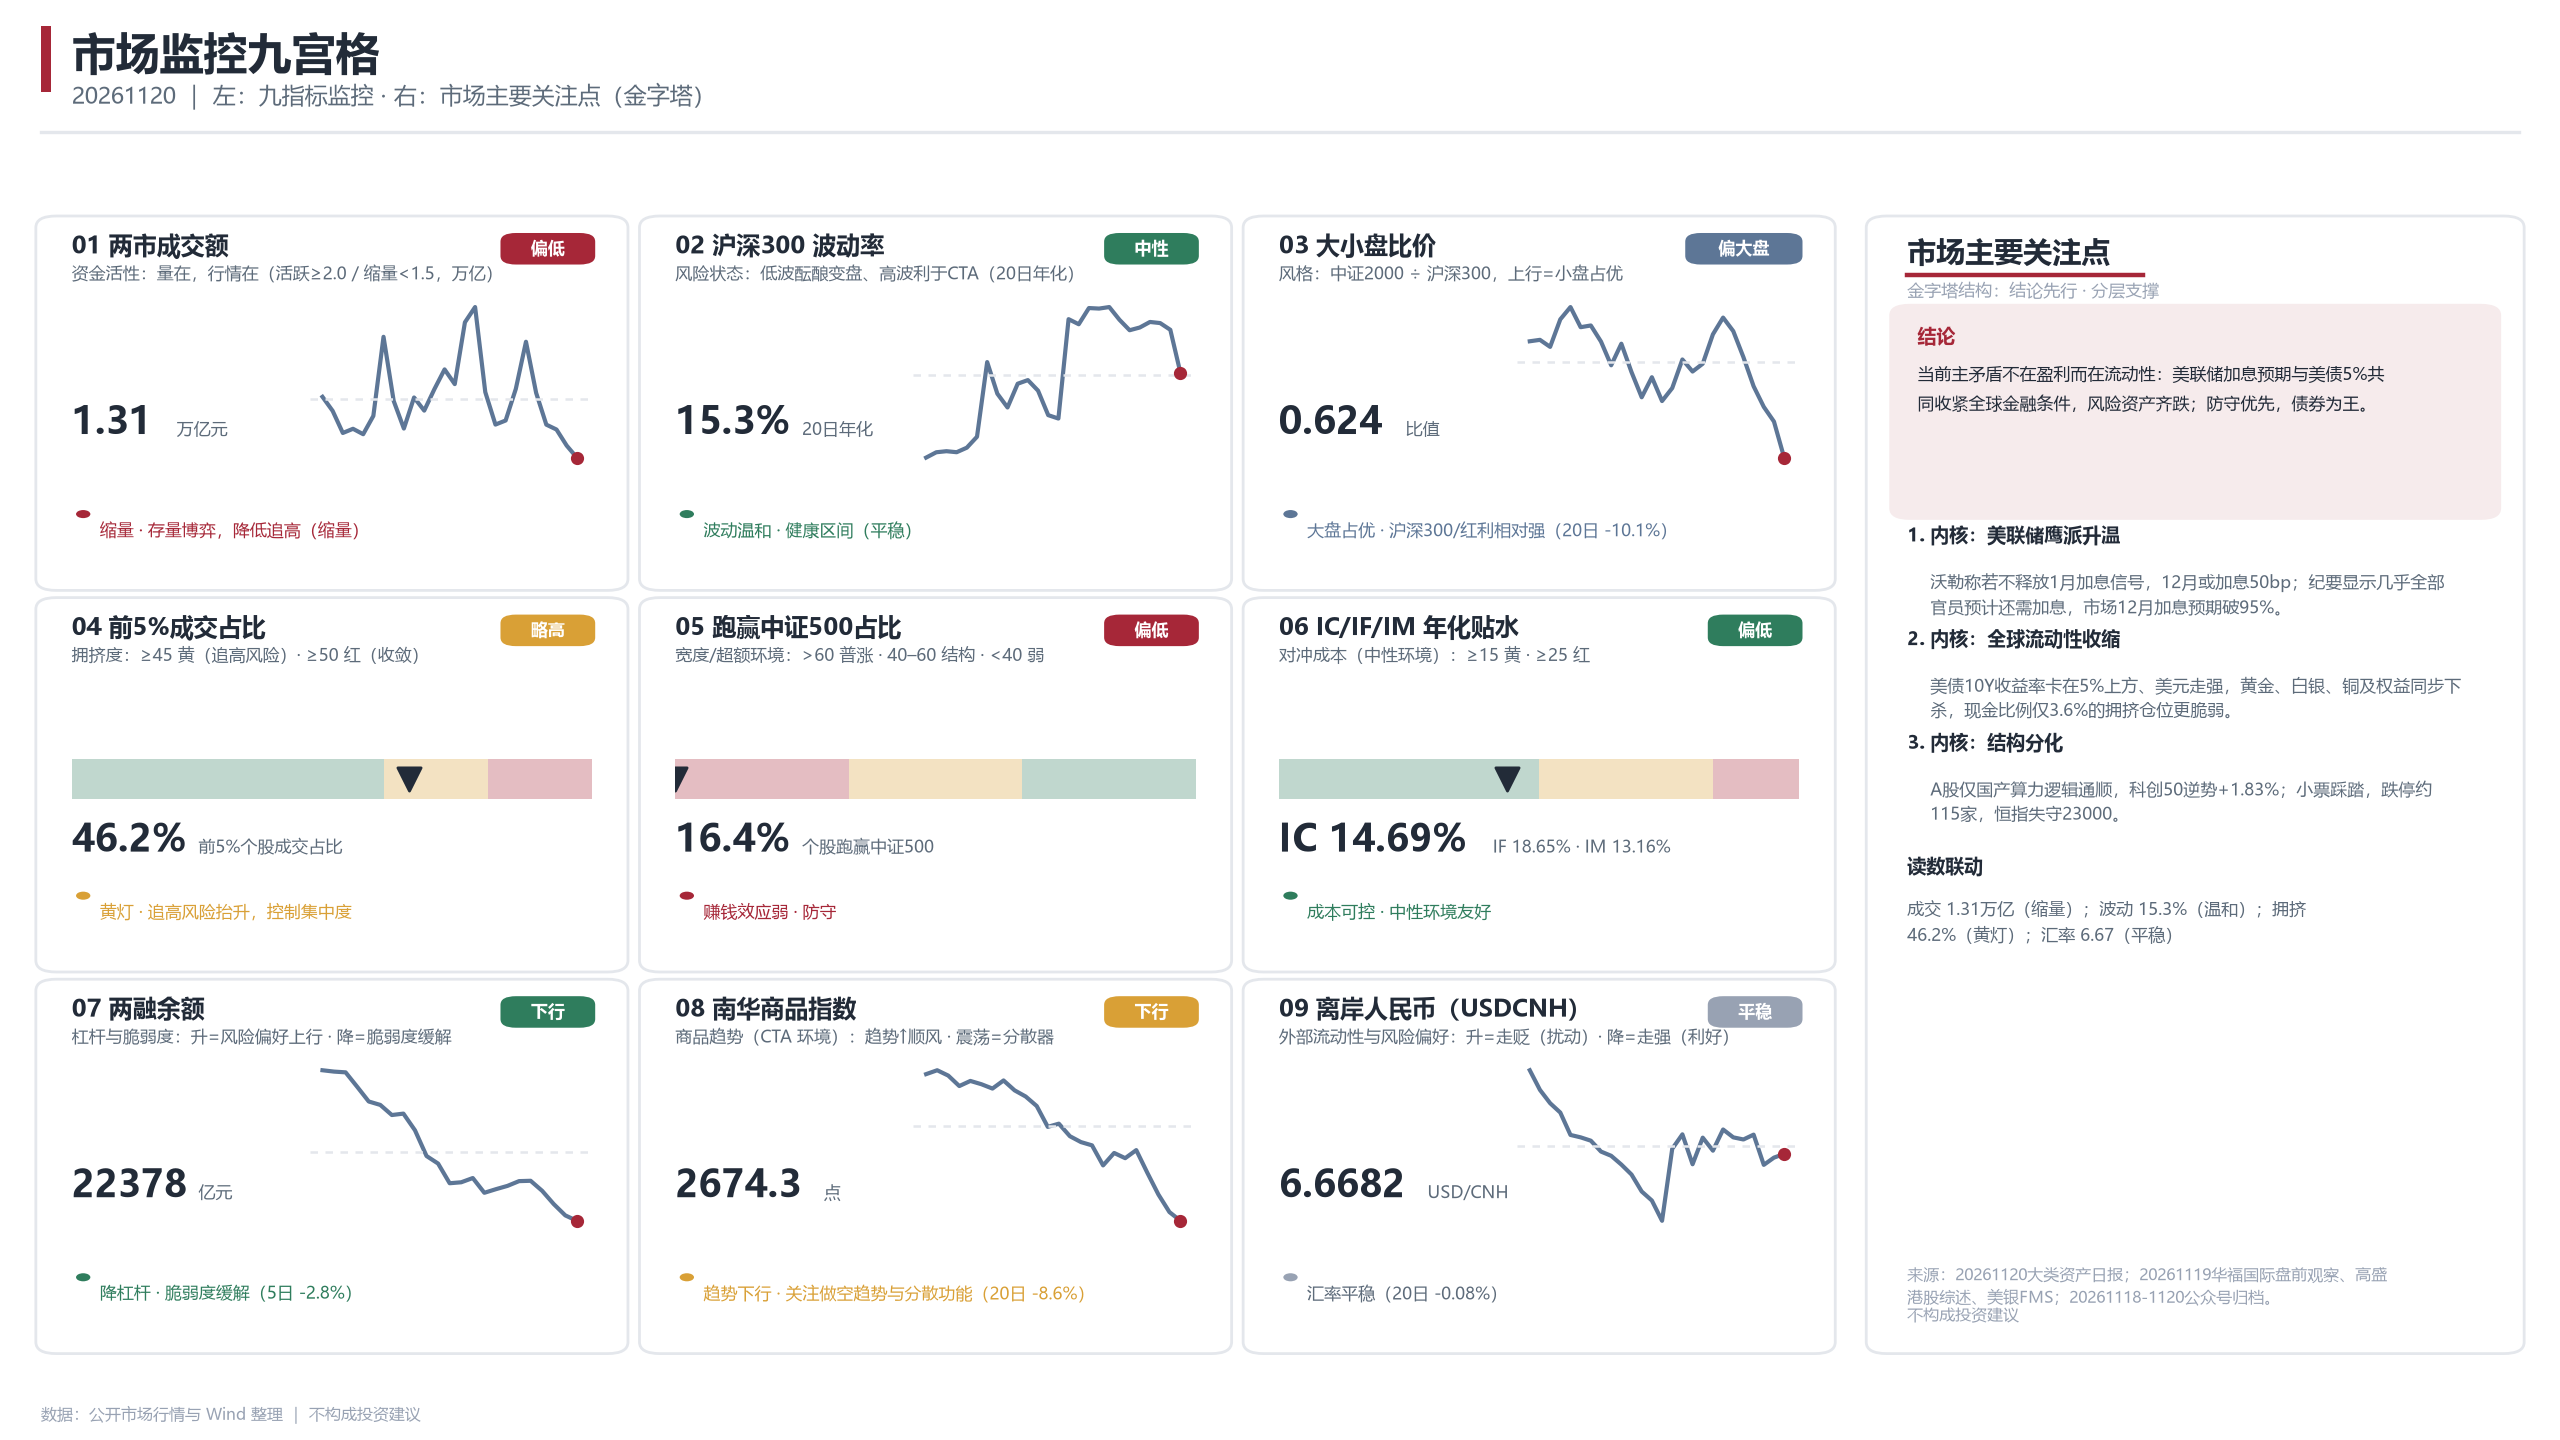 市场监控九宫格
20261120 | 左：九指标监控 · 右：市场主要关注点（金字塔）
01 两市成交额
偏低
资金活性：量在，行情在（活跃≥2.0 / 缩量<1.5，万亿）
1.31 万亿元
缩量 · 存量博弈，降低追高（缩量）
02 沪深300 波动率
中性
风险状态：低波酝酿变盘、高波利于CTA（20日年化）
15.3% 20日年化
波动温和 · 健康区间（平稳）
03 大小盘比价
偏大盘
风格：中证2000 ÷ 沪深300，上行=小盘占优
0.624 比值
大盘占优 · 沪深300/红利相对强（20日 -10.1%）
04 前5%成交占比
略高
拥挤度：≥45 黄（追高风险）· ≥50 红（收敛）
46.2% 前5%个股成交占比
黄灯 · 追高风险抬升，控制集中度
05 跑赢中证500占比
偏低
宽度/超额环境：>60 普涨 · 40–60 结构 · <40 弱
16.4% 个股跑赢中证500
赚钱效应弱 · 防守
06 IC/IF/IM 年化贴水
偏低
对冲成本（中性环境）：≥15 黄 · ≥25 红
IC 14.69% IF 18.65% · IM 13.16%
成本可控 · 中性环境友好
07 两融余额
下行
杠杆与脆弱度：升=风险偏好上行 · 降=脆弱度缓解
22378 亿元
降杠杆 · 脆弱度缓解（5日 -2.8%）
08 南华商品指数
下行
商品趋势（CTA 环境）：趋势↑顺风 · 震荡=分散器
2674.3 点
趋势下行 · 关注做空趋势与分散功能（20日 -8.6%）
09 离岸人民币（USDCNH）
平稳
外部流动性与风险偏好：升=走贬（扰动）· 降=走强（利好）
6.6682 USD/CNH
汇率平稳（20日 -0.08%）
市场主要关注点
金字塔结构：结论先行 · 分层支撑
结论
当前主矛盾不在盈利而在流动性：美联储加息预期与美债5%共
同收紧全球金融条件，风险资产齐跌；防守优先，债券为王。
1. 内核：美联储鹰派升温
沃勒称若不释放1月加息信号，12月或加息50bp；纪要显示几乎全部
官员预计还需加息，市场12月加息预期破95%。
2. 内核：全球流动性收缩
美债10Y收益率卡在5%上方、美元走强，黄金、白银、铜及权益同步下
杀，现金比例仅3.6%的拥挤仓位更脆弱。
3. 内核：结构分化
A股仅国产算力逻辑通顺，科创50逆势+1.83%；小票踩踏，跌停约
115家，恒指失守23000。
读数联动
成交 1.31万亿（缩量）；波动 15.3%（温和）；拥挤
46.2%（黄灯）；汇率 6.67（平稳）
来源：20261120大类资产日报；20261119华福国际盘前观察、高盛
港股综述、美银FMS；20261118-1120公众号归档。
不构成投资建议
数据：公开市场行情与 Wind 整理 | 不构成投资建议